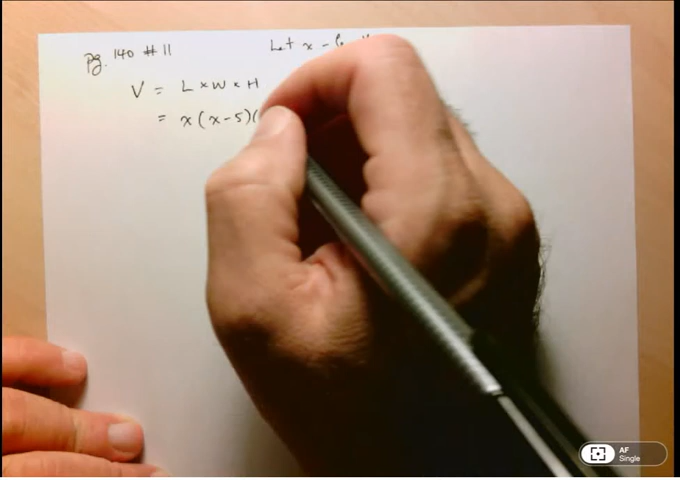 pg. 140 #11
Let x -
V = L × W × H
= x(x-5)(
AF
Single